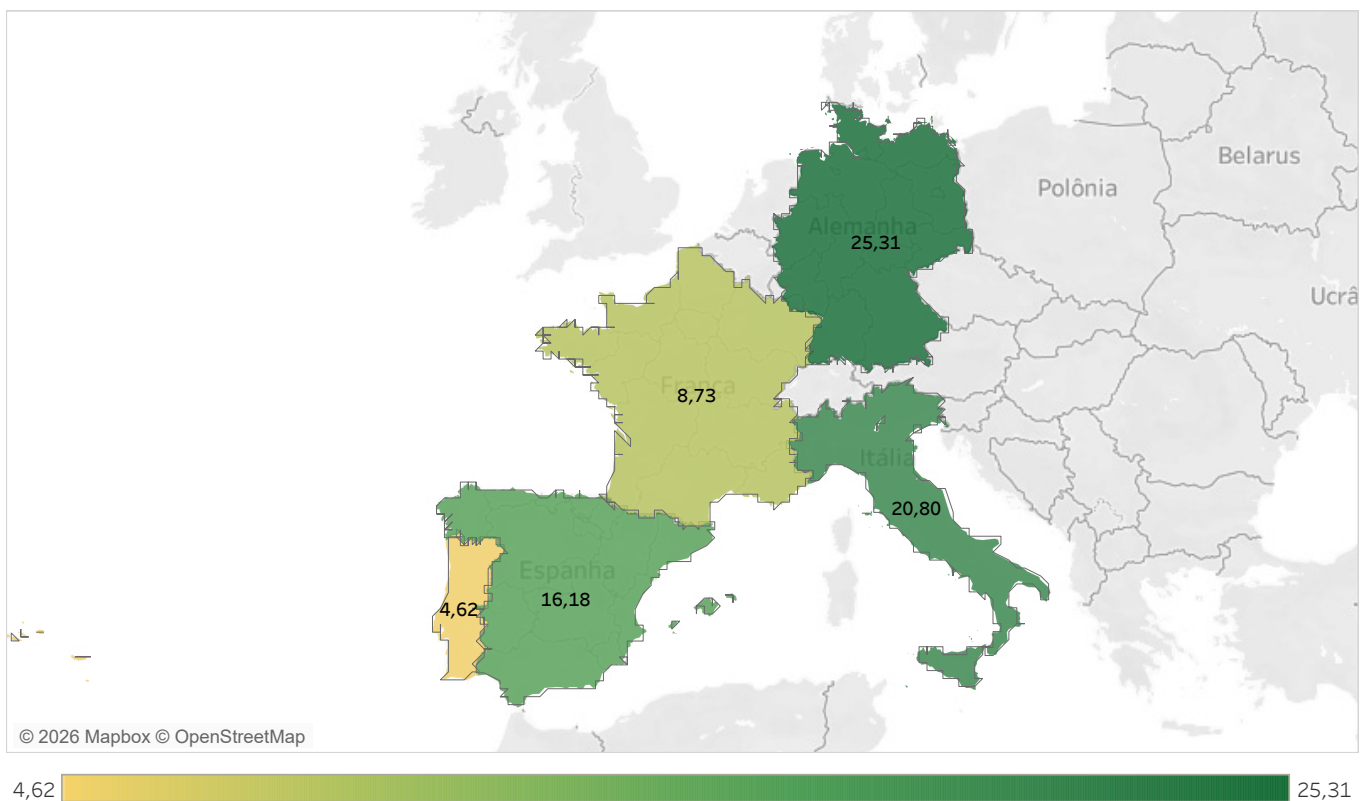 Belarus
Polônia
Alemanha
25,31
Ucrâ
França
8,73
Itália
20,80
Espanha
16,18
4,62
© 2026 Mapbox © OpenStreetMap
4,62
25,31